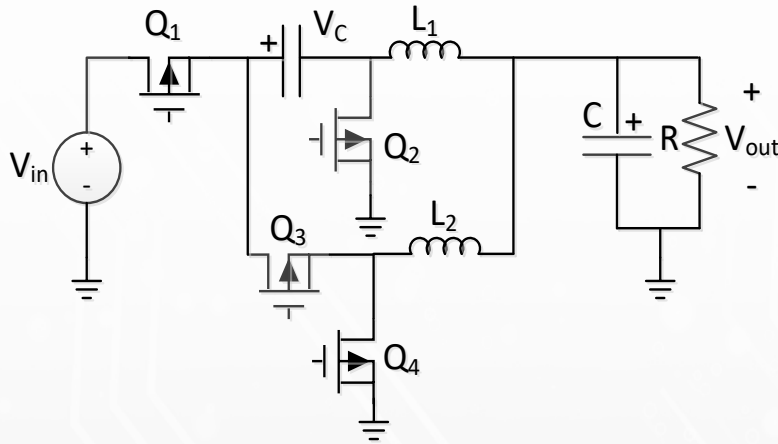 Q1
VC
L1
+
Q2
C
+
R
+
Vout
-
Vin
+
-
Q3
L2
Q4